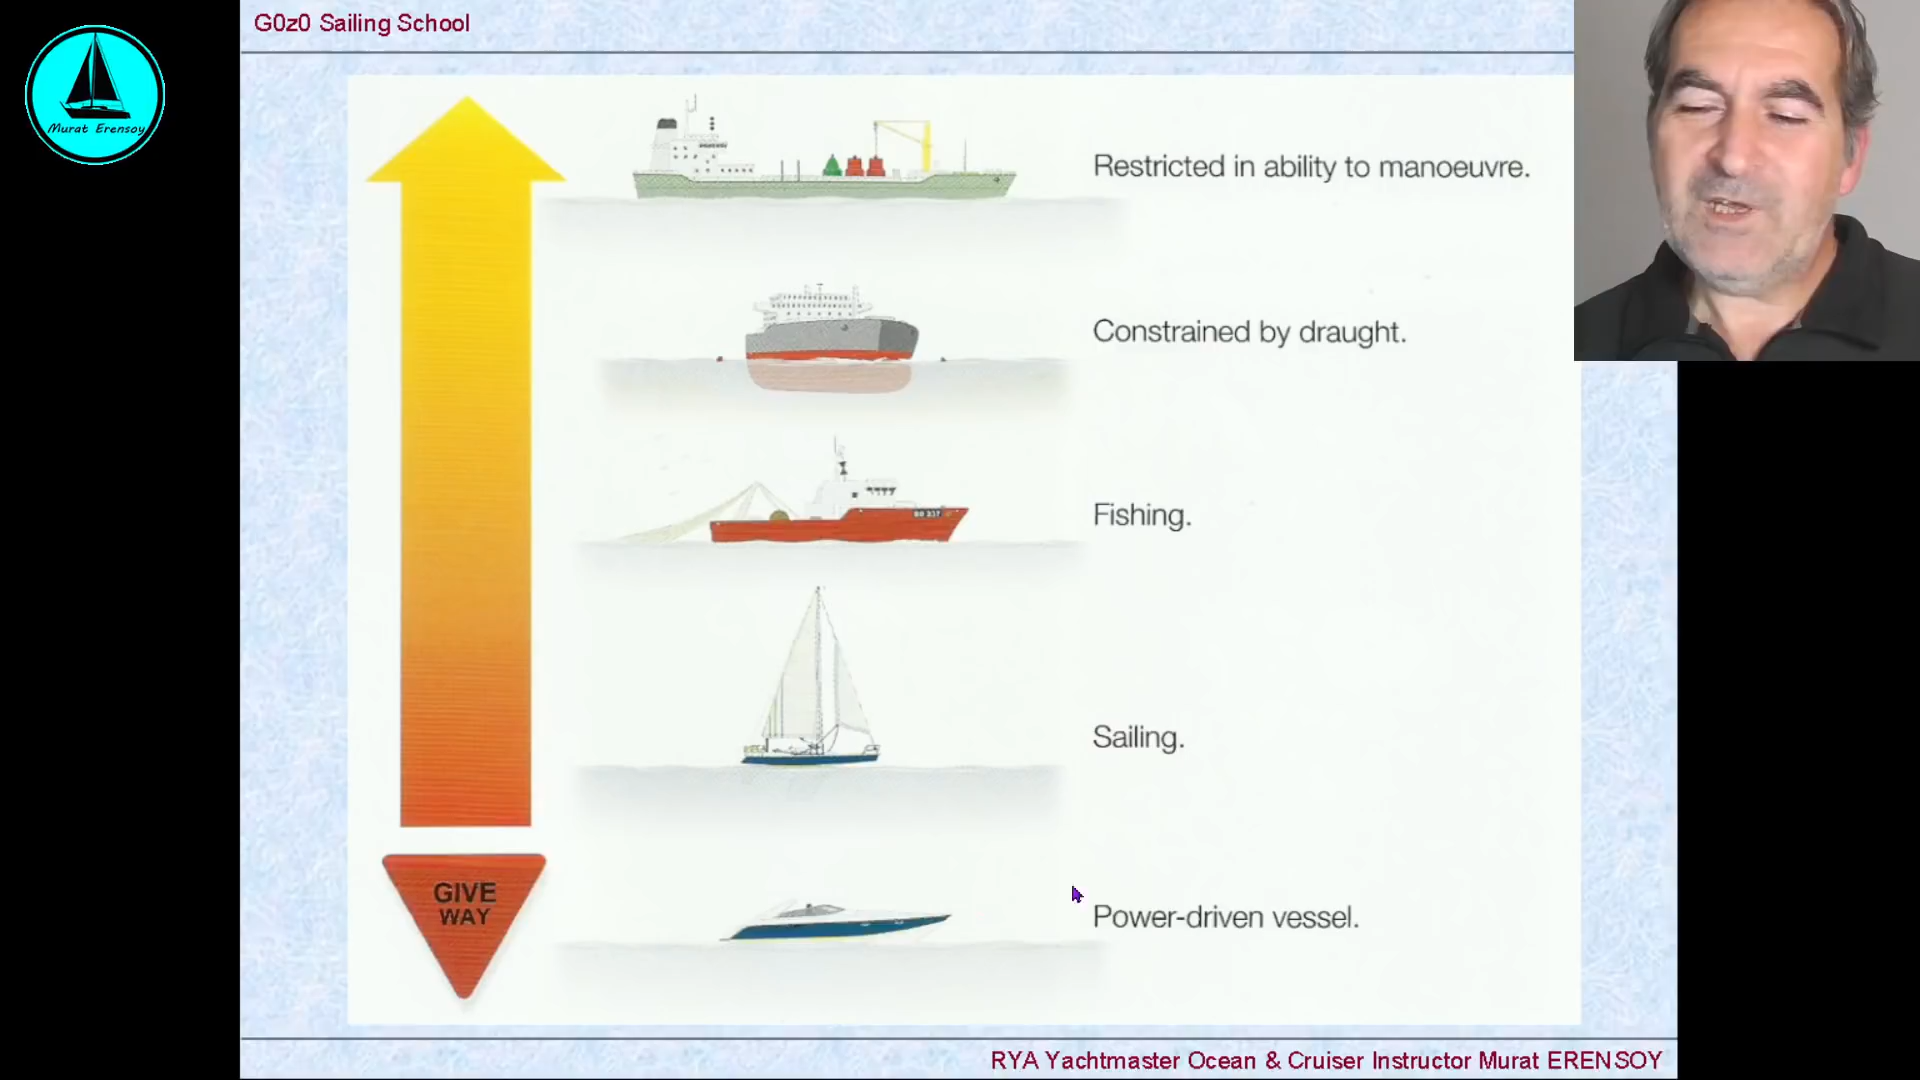 G0z0 Sailing School
Murat Erensoy
Restricted in ability to manoeuvre.
Constrained by draught.
Fishing.
Sailing.
GIVE
WAY
Power-driven vessel.
RYA Yachtmaster Ocean & Cruiser Instructor Murat ERENSOY